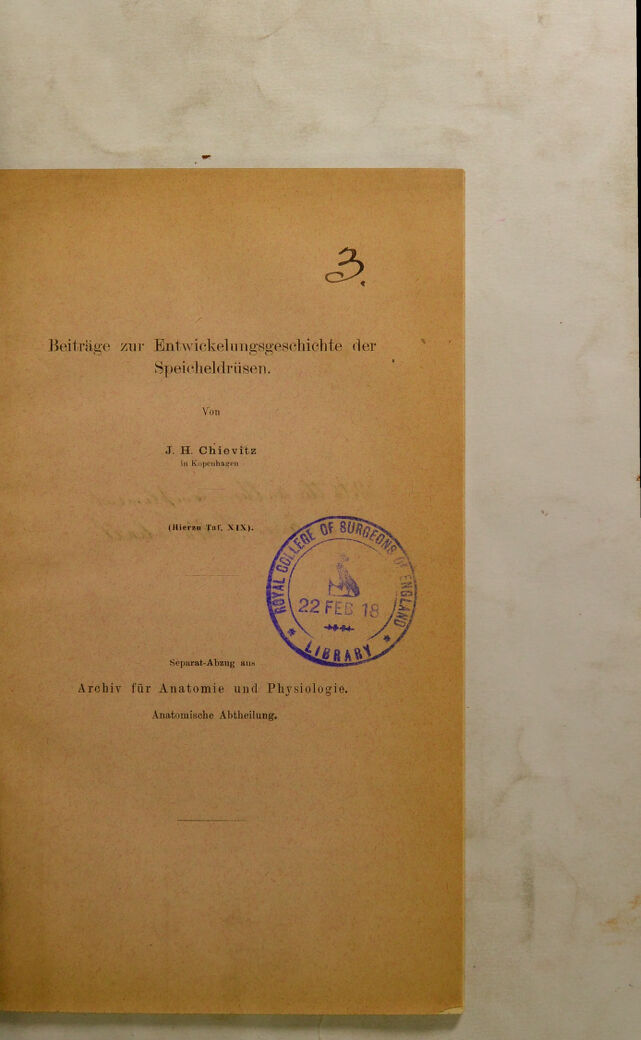 3.
Beiträge zur Entwickelungsgeschichte der
Speicheldrüsen.
Von
J. H. Chievitz
in Kopenhagen
(Hierzu Taf. XIX).
ROYAL COLLEGE OF SURGEONS OF ENGLAND
22 FEB 18
* LIBRARY *
Separat-Abzug aus
Archiv für Anatomie und Physiologie.
Anatomische Abtheilung.